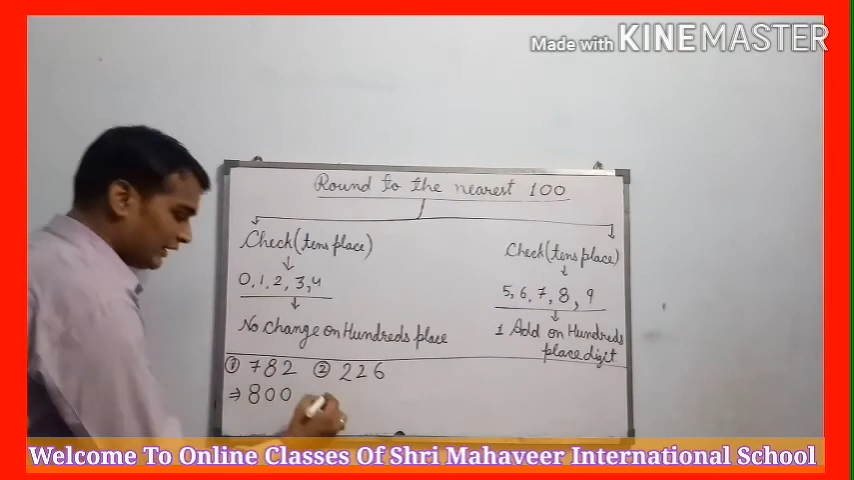 Made with KINEMASTER
Round to the nearest 100
Check (tens place)
0, 1, 2, 3, 4
No change on Hundreds place
Check (tens place)
5, 6, 7, 8, 9
1 Add on Hundreds
place digit
① 782 ② 226
⇒ 800
Welcome To Online Classes Of Shri Mahaveer International School